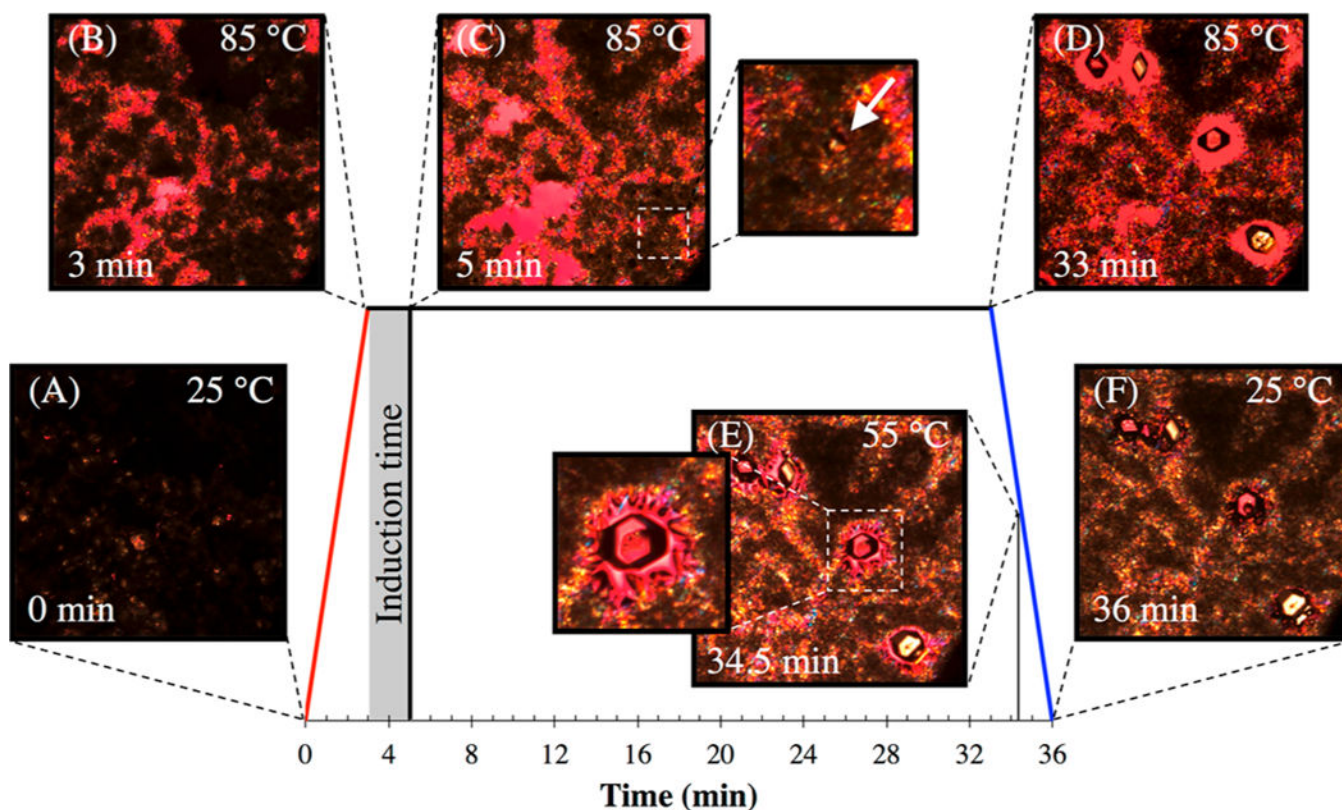 (B) 85 °C
3 min
(C) 85 °C
5 min
(D) 85 °C
33 min
(A) 25 °C
0 min
Induction time
(E) 55 °C
34.5 min
(F) 25 °C
36 min
0 4 8 12 16 20 24 28 32 36
Time (min)